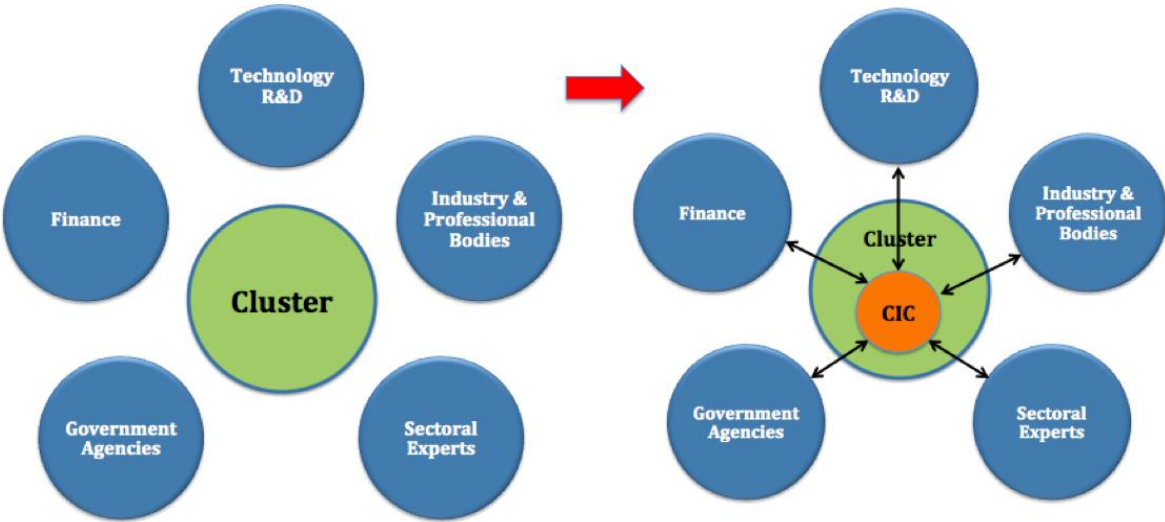 Technology
R&D
Finance
Industry &
Professional
Bodies
Cluster
Government
Agencies
Sectoral
Experts
Technology
R&D
Finance
Industry &
Professional
Bodies
Cluster
CIC
Government
Agencies
Sectoral
Experts